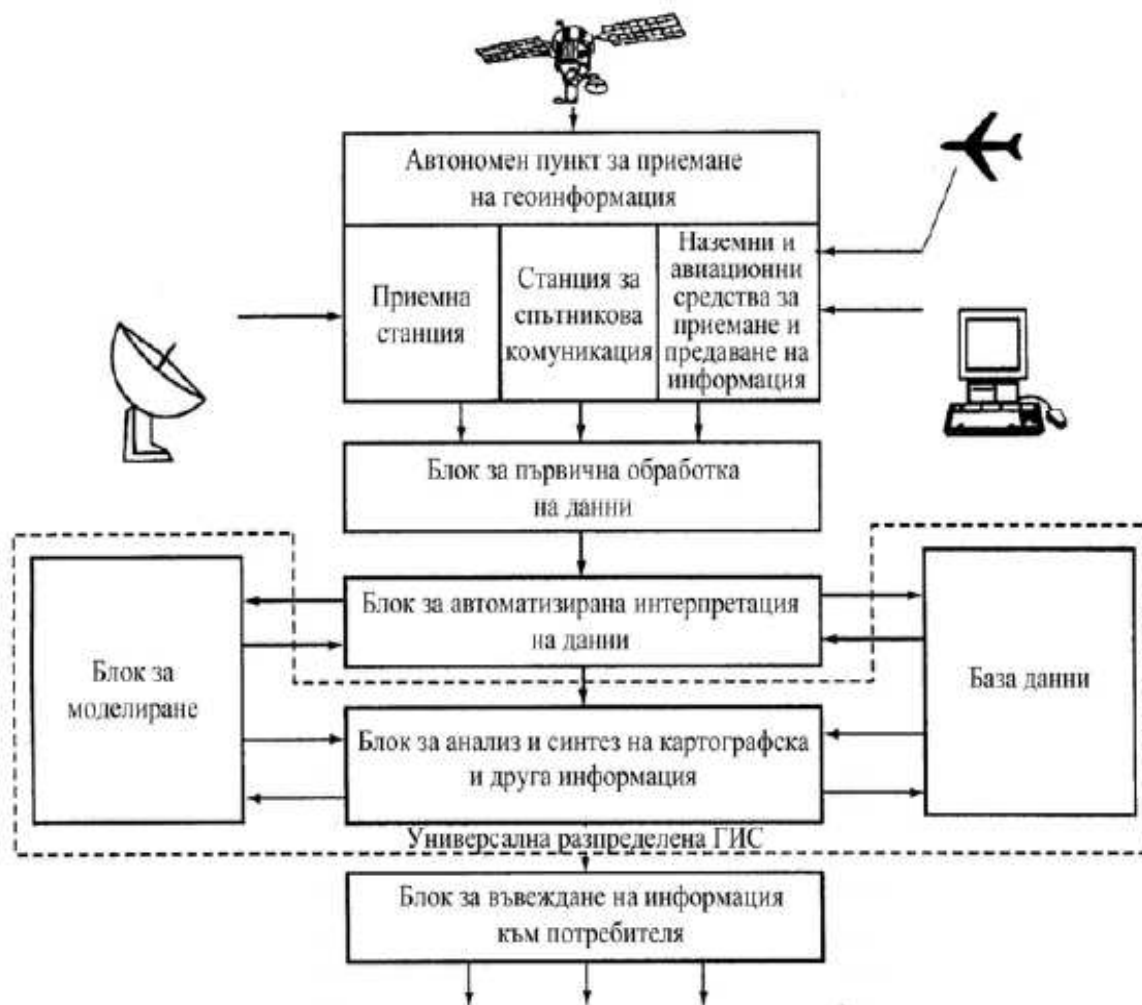 Автономен пункт за приемане
на геоинформация
Приемна
станция
Станция за
спътникова
комуникация
Наземни и
авиационни
средства за
приемане и
предаване на
информация
Блок за първична обработка
на данни
Блок за автоматизирана интерпретация
на данни
Блок за
моделиране
База данни
Блок за анализ и синтез на картографска
и друга информация
Универсална разпределена ГИС
Блок за въвеждане на информация
към потребителя